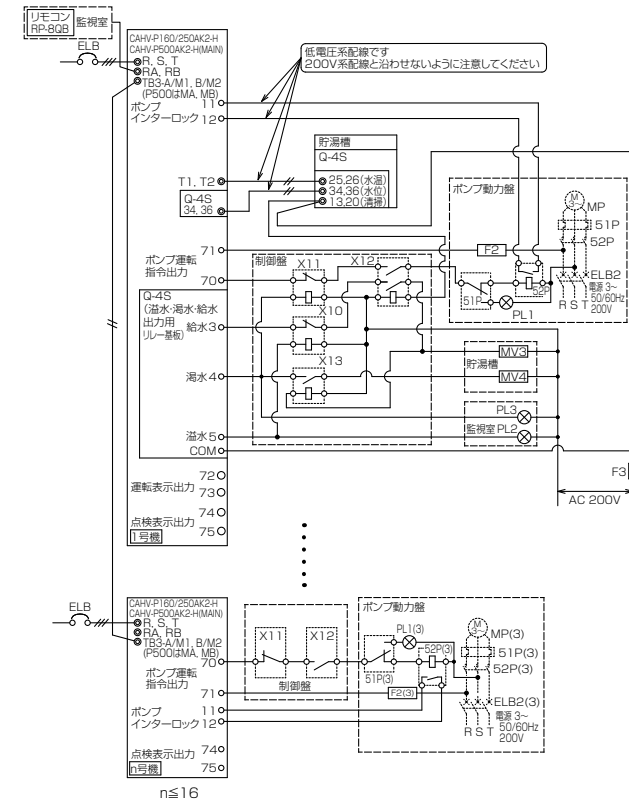 リモコン
RP-8QB
監視室
ELB
CAHV-P160/250AK2-H
CAHV-P500AK2-H(MAIN)
R, S, T
RA, RB
TB3-A/M1, B/M2
(P500はMA, MB)
ポンプ
インターロック
11
12
低電圧系配線です
200V系配線と沿わせないように注意してください
貯湯槽
Q-4S
25,26(水温)
34,36(水位)
13,20(清掃)
T1, T2
Q-4S
34, 36
71
ポンプ運転
指令出力
70
Q-4S
(溢水・渇水・給水
出力用
リレー基板)
給水3
渇水4
溢水5
COM
72
運転表示出力
73
74
点検表示出力
75
1号機
制御盤
X11
X12
X10
X13
ポンプ動力盤
M
3~
MP
51P
52P
F2
ELB2
電源 3~
50/60Hz
200V
R S T
51P
52P
PL1
MV3
貯湯槽
MV4
PL3
監視室
PL2
F3
AC 200V
ELB
CAHV-P160/250AK2-H
CAHV-P500AK2-H(MAIN)
R, S, T
RA, RB
TB3-A/M1, B/M2
(P500はMA, MB)
70
ポンプ運転
指令出力
71
ポンプ
インターロック
11
12
74
点検表示出力
75
n号機
n≦16
X11
X12
制御盤
ポンプ動力盤
PL1(3)
52P(3)
51P(3)
F2(3)
M
3~
MP(3)
51P(3)
52P(3)
ELB2(3)
電源 3~
50/60Hz
200V
R S T